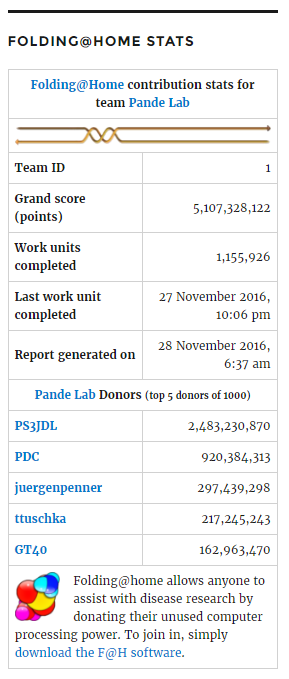 FOLDING@HOME STATS
Folding@Home contribution stats for
team Pande Lab
Team ID 1
Grand score
(points) 5,107,328,122
Work units
completed 1,155,926
Last work unit
completed 27 November 2016,
10:06 pm
Report generated on 28 November 2016,
6:37 am
Pande Lab Donors (top 5 donors of 1000)
PS3JDL 2,483,230,870
PDC 920,384,313
juergenpenner 297,439,298
ttuschka 217,245,243
GT40 162,963,470
Folding@home allows anyone to
assist with disease research by
donating their unused computer
processing power. To join in, simply
download the F@H software.